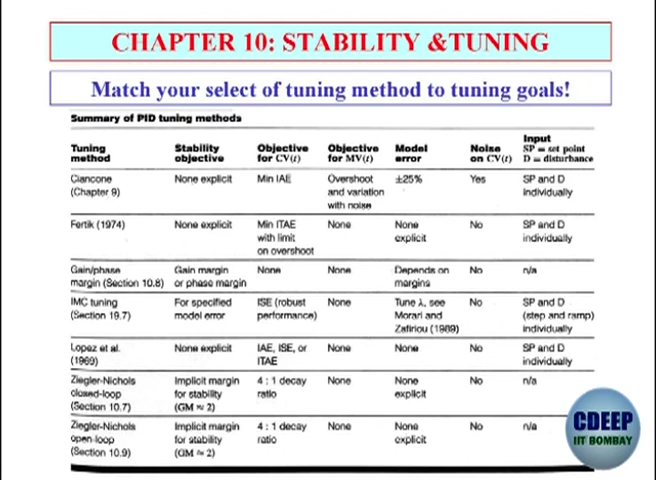 CHAPTER 10: STABILITY &TUNING
Match your select of tuning method to tuning goals!
Summary of PID tuning methods
Tuning method Stability objective Objective for CV(t) Objective for MV(t) Model error Noise on CV(t) Input SP = set point D = disturbance
Ciancone (Chapter 9) None explicit Min IAE Overshoot and variation with noise ±25% Yes SP and D individually
Fertik (1974) None explicit Min ITAE with limit on overshoot None None explicit No SP and D individually
Gain/phase margin (Section 10.8) Gain margin or phase margin None None Depends on margins No n/a
IMC tuning (Section 19.7) For specified model error ISE (robust performance) None Tune λ, see Morari and Zafiriou (1989) No SP and D (step and ramp) individually
Lopez et al. (1969) None explicit IAE, ISE, or ITAE None None No SP and D individually
Ziegler-Nichols closed-loop (Section 10.7) Implicit margin for stability (GM ≈ 2) 4 : 1 decay ratio None None explicit No n/a
Ziegler-Nichols open-loop (Section 10.9) Implicit margin for stability (GM ≈ 2) 4 : 1 decay ratio None None explicit No n/a
CDEEP
IIT BOMBAY